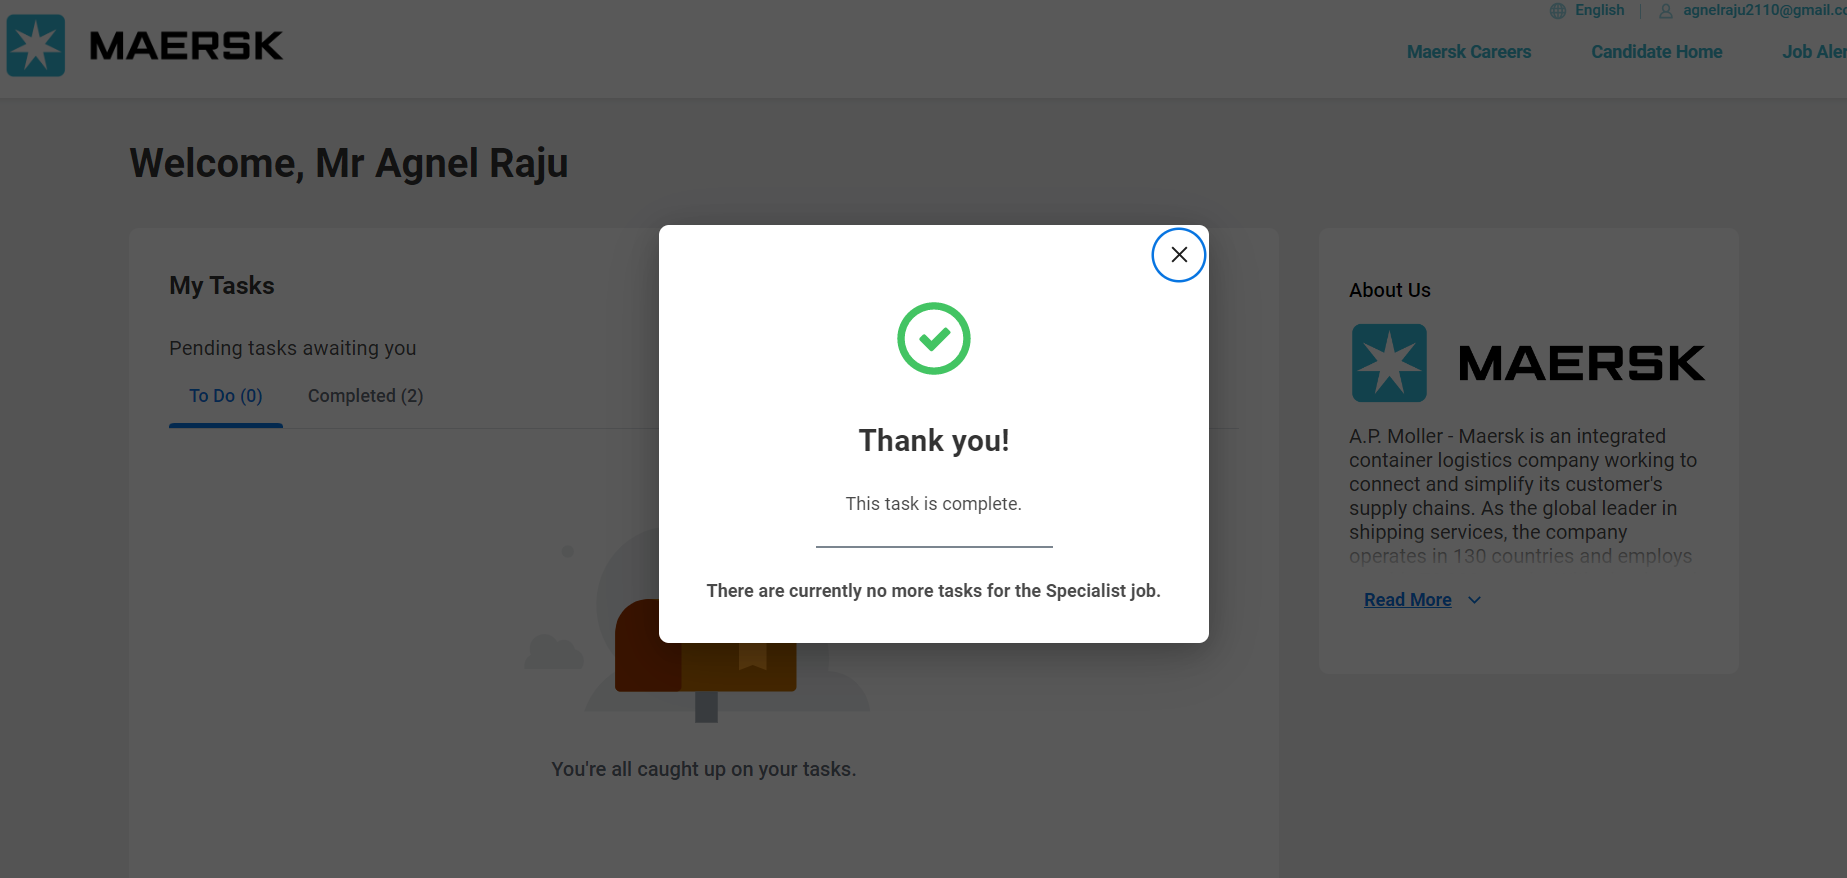 English
agnelraju2110@gmail.co
MAERSK
Maersk Careers
Candidate Home
Job Aler
Welcome, Mr Agnel Raju
My Tasks
Pending tasks awaiting you
To Do (0)
Completed (2)
You're all caught up on your tasks.
Thank you!
This task is complete.
There are currently no more tasks for the Specialist job.
About Us
MAERSK
A.P. Moller - Maersk is an integrated
container logistics company working to
connect and simplify its customer's
supply chains. As the global leader in
shipping services, the company
operates in 130 countries and employs
Read More